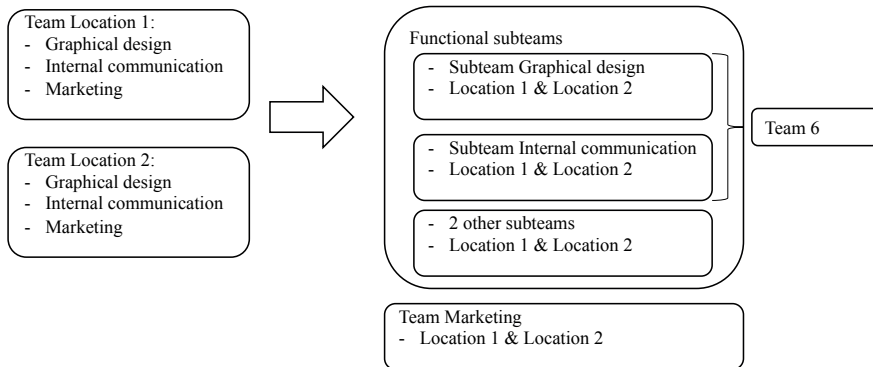 Team Location 1:
- Graphical design
- Internal communication
- Marketing
Team Location 2:
- Graphical design
- Internal communication
- Marketing
Functional subteams
- Subteam Graphical design
- Location 1 & Location 2
- Subteam Internal communication
- Location 1 & Location 2
- 2 other subteams
- Location 1 & Location 2
Team 6
Team Marketing
- Location 1 & Location 2